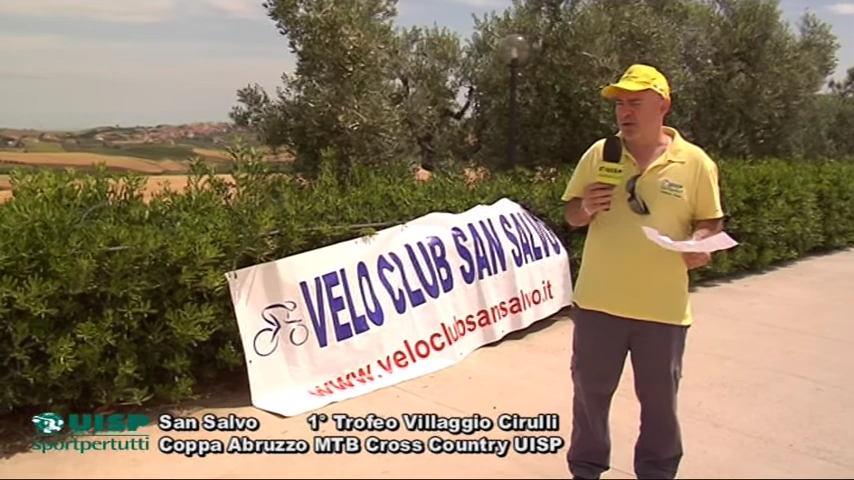 VELO CLUB SAN SALVO
www.veloclubsansalvo.it
UISP
UISP
sportpertutti
San Salvo 1° Trofeo Villaggio Cirulli
Coppa Abruzzo MTB Cross Country UISP